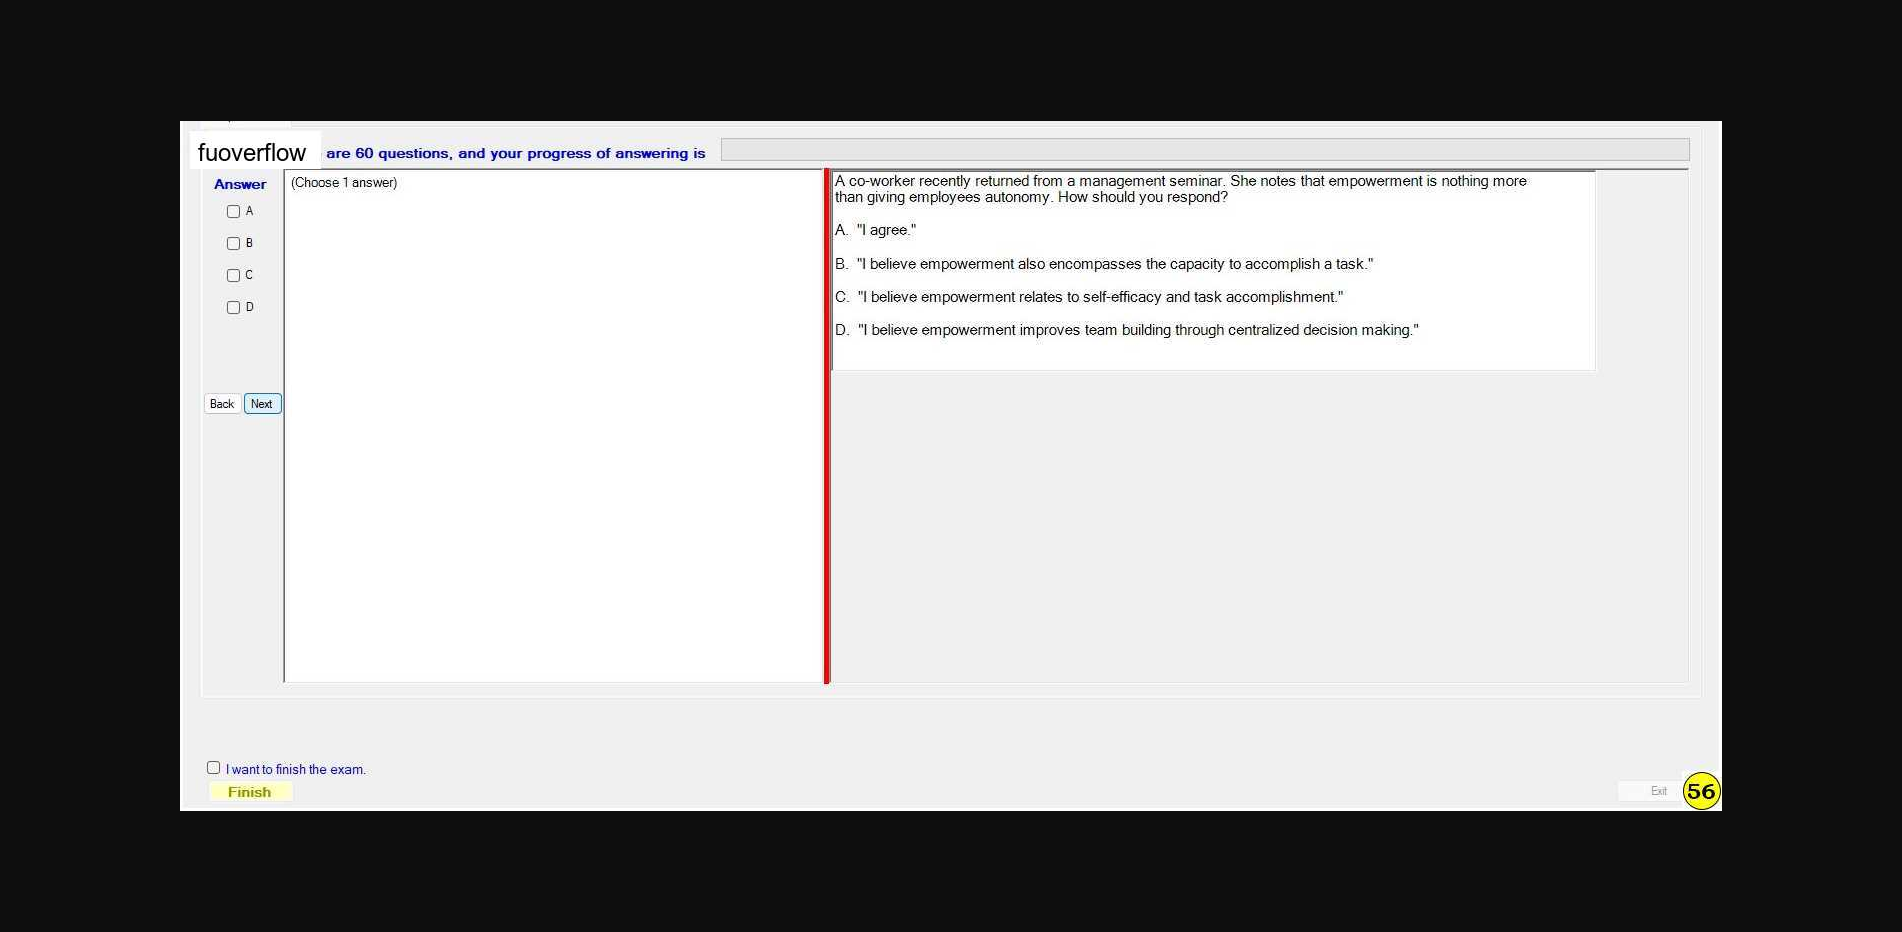 fuoverflow are 60 questions, and your progress of answering is
Answer
A
B
C
D
Back Next
(Choose 1 answer)
A co-worker recently returned from a management seminar. She notes that empowerment is nothing more
than giving employees autonomy. How should you respond?
A. "I agree."
B. "I believe empowerment also encompasses the capacity to accomplish a task."
C. "I believe empowerment relates to self-efficacy and task accomplishment."
D. "I believe empowerment improves team building through centralized decision making."
I want to finish the exam.
Finish
Exit
56